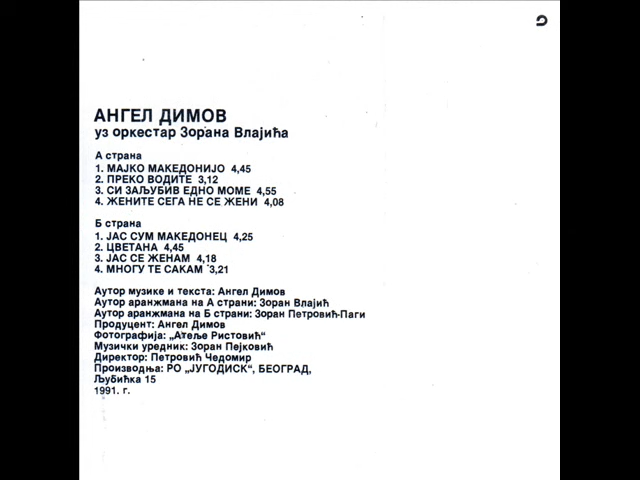 АНГЕЛ ДИМОВ
уз оркестар Зорана Влајића
А страна
1. МАЈКО МАКЕДОНИЈО 4,45
2. ПРЕКО ВОДИТЕ 3,12
3. СИ ЗАЉУБИВ ЕДНО МОМЕ 4,55
4. ЖЕНИТЕ СЕГА НЕ СЕ ЖЕНИ 4,08
Б страна
1. ЈАС СУМ МАКЕДОНЕЦ 4,25
2. ЦВЕТАНА 4,45
3. ЈАС СЕ ЖЕНАМ 4,18
4. МНОГУ ТЕ САКАМ 3,21
Аутор музике и текста: Ангел Димов
Аутор аранжмана на А страни: Зоран Влајић
Аутор аранжмана на Б страни: Зоран Петровић-Паги
Продуцент: Ангел Димов
Фотографија: „Атеље Ристовић“
Музички уредник: Зоран Пејковић
Директор: Петровић Чедомир
Производња: РО „ЈУГОДИСК“, БЕОГРАД,
Љубићка 15
1991. г.